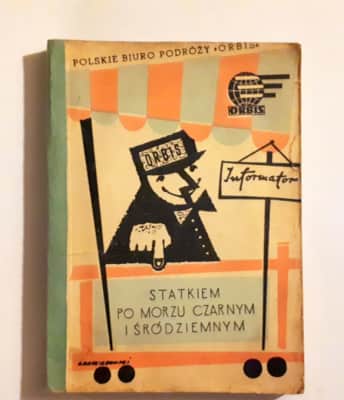 POLSKIE BIURO PODRÓŻY "ORBIS"
ORBIS
ORBIS
Informator
STATKIEM
PO MORZU CZARNYM
I ŚRÓDZIEMNYM